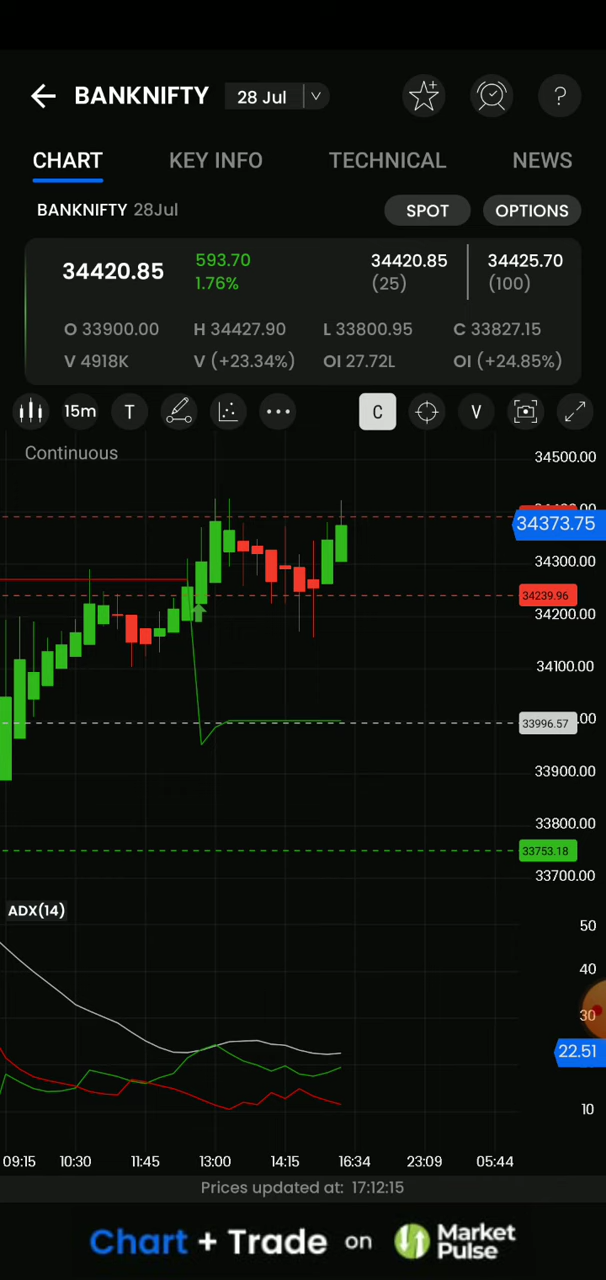 BANKNIFTY 28 Jul
CHART KEY INFO TECHNICAL NEWS
BANKNIFTY 28Jul SPOT OPTIONS
34420.85 593.70 1.76% 34420.85 (25) 34425.70 (100)
O 33900.00 H 34427.90 L 33800.95 C 33827.15
V 4918K V (+23.34%) OI 27.72L OI (+24.85%)
15m T C V
Continuous
34500.00
34373.75
34300.00
34239.96
34200.00
34100.00
33996.57
33900.00
33800.00
33753.18
33700.00
ADX(14)
50
40
30
22.51
10
09:15 10:30 11:45 13:00 14:15 16:34 23:09 05:44
Prices updated at: 17:12:15
Chart + Trade on Market Pulse